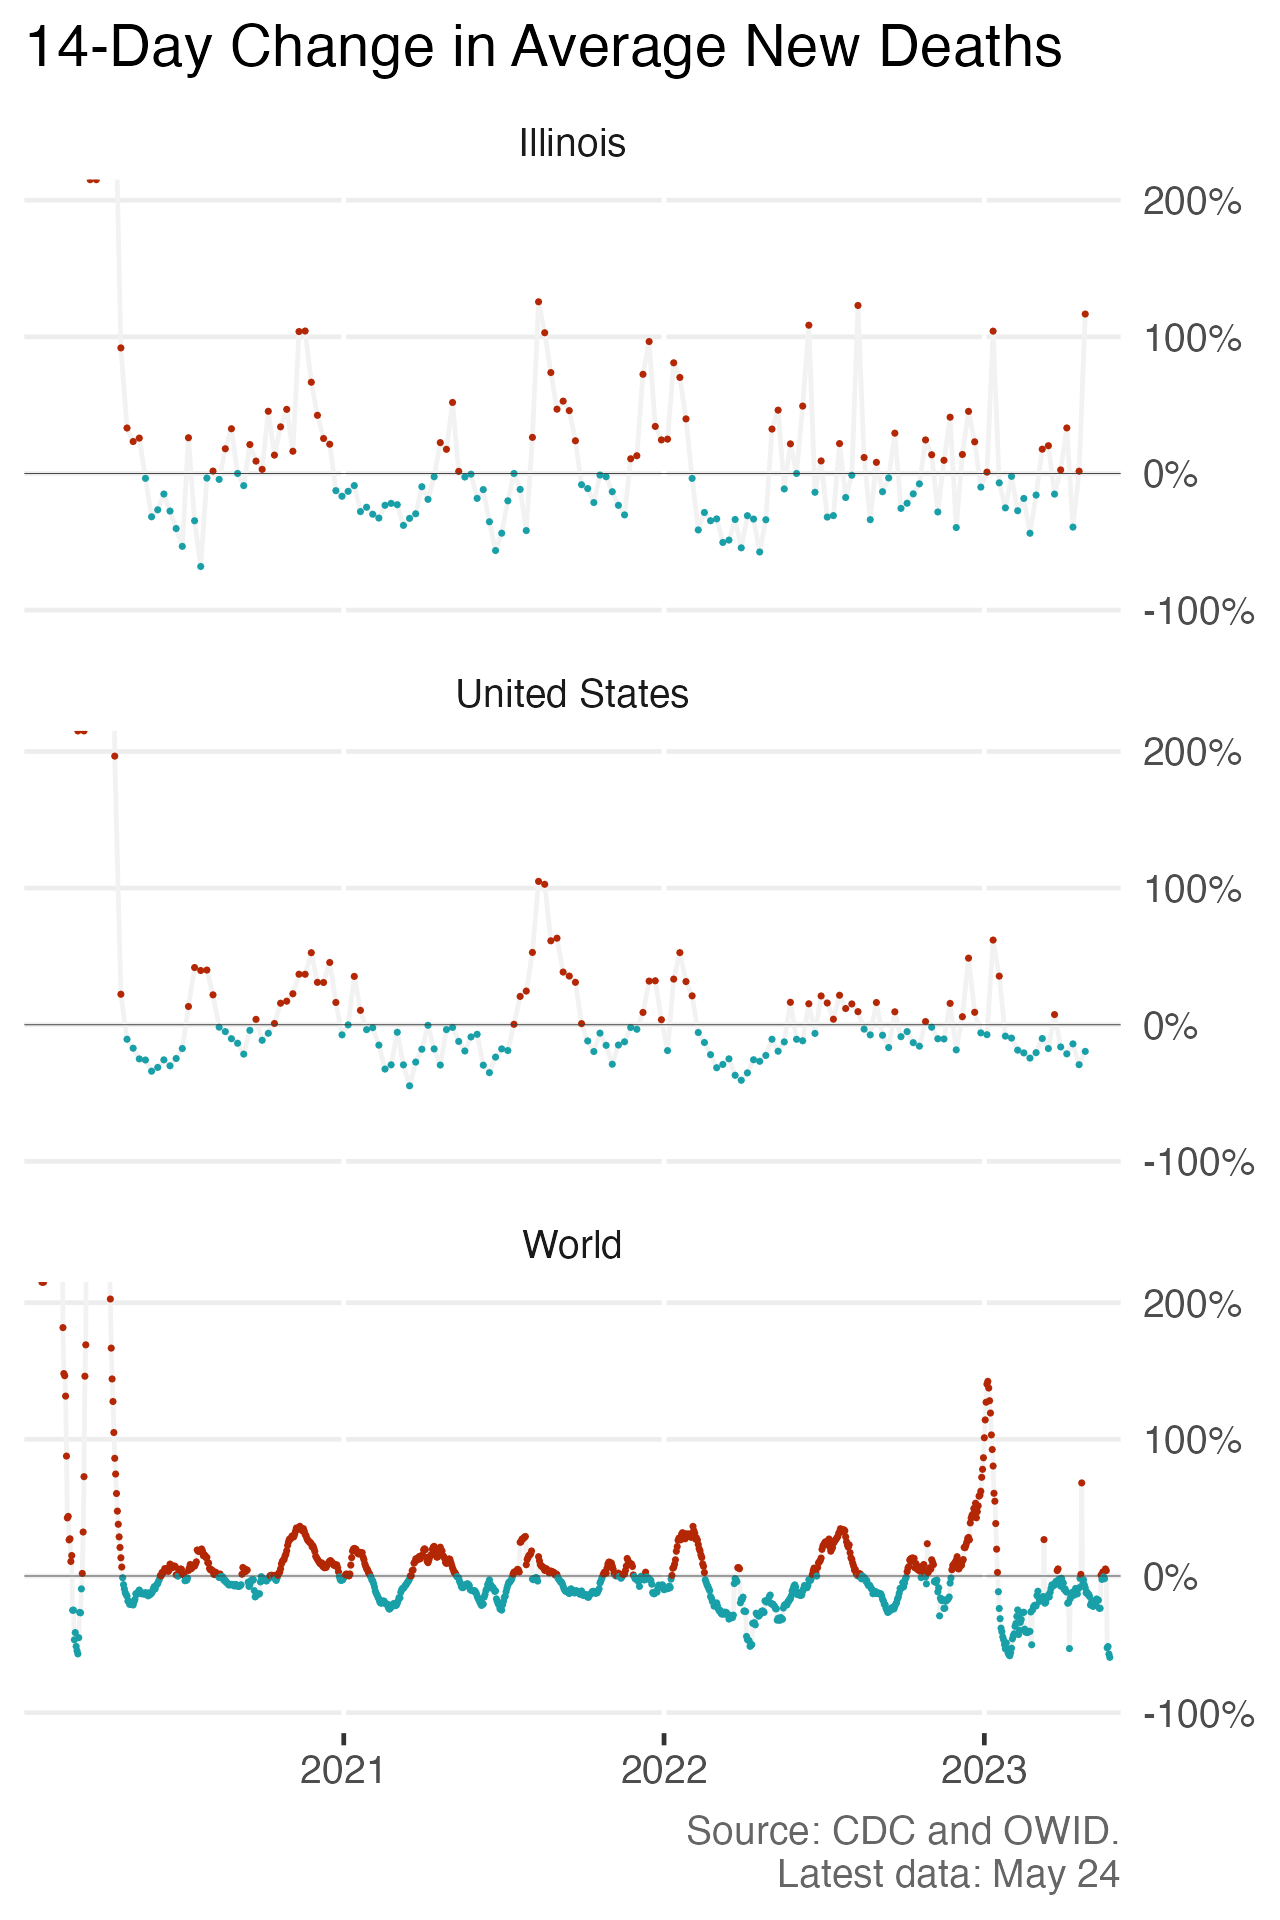 14-Day Change in Average New Deaths
Illinois
200%
100%
0%
-100%
United States
200%
100%
0%
-100%
World
200%
100%
0%
-100%
2021 2022 2023
Source: CDC and OWID.
Latest data: May 24